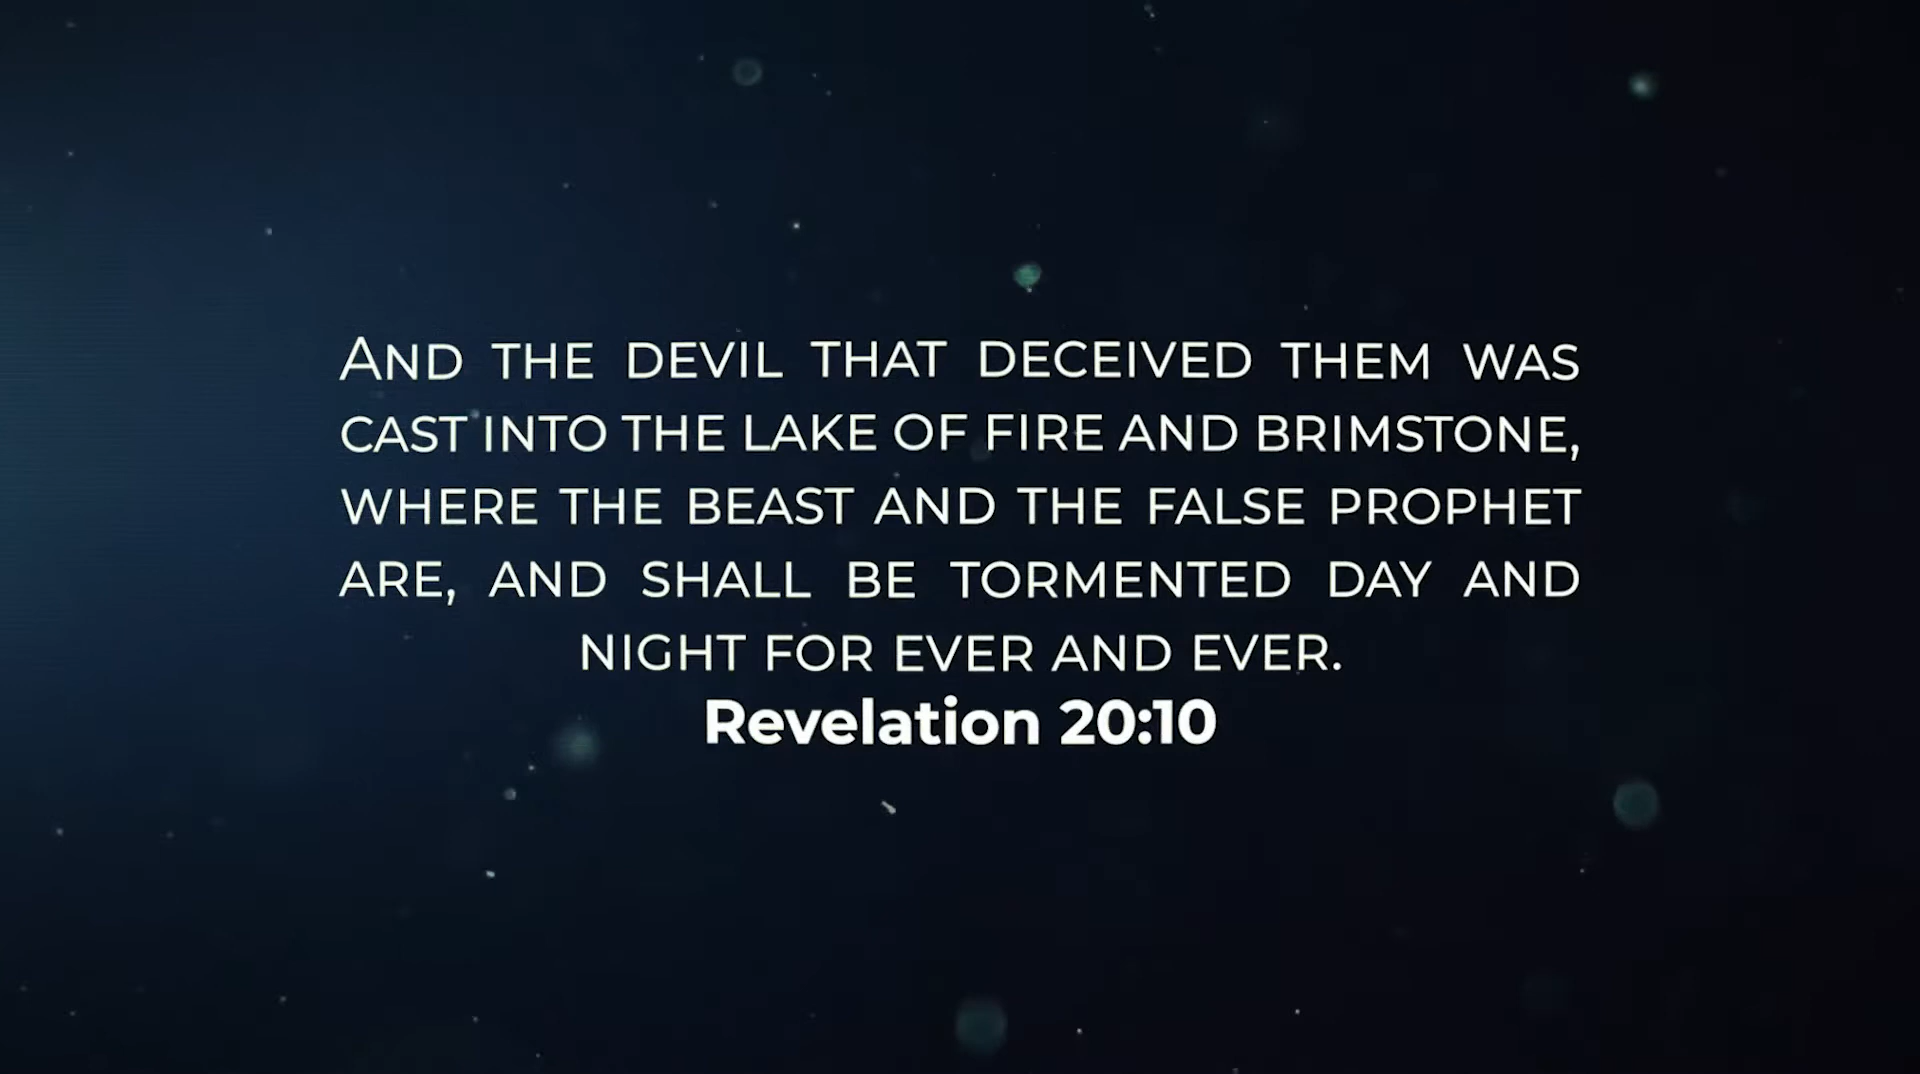 AND THE DEVIL THAT DECEIVED THEM WAS
CAST INTO THE LAKE OF FIRE AND BRIMSTONE,
WHERE THE BEAST AND THE FALSE PROPHET
ARE, AND SHALL BE TORMENTED DAY AND
NIGHT FOR EVER AND EVER.
Revelation 20:10